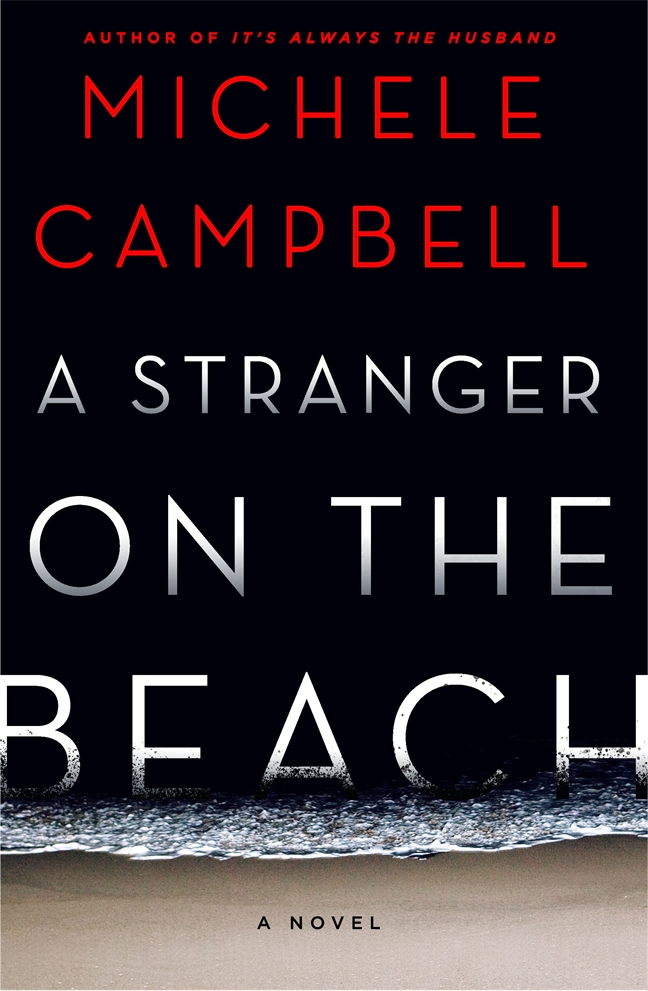 AUTHOR OF IT'S ALWAYS THE HUSBAND
MICHELE
CAMPBELL
A STRANGER
ON THE
BEACH
A NOVEL